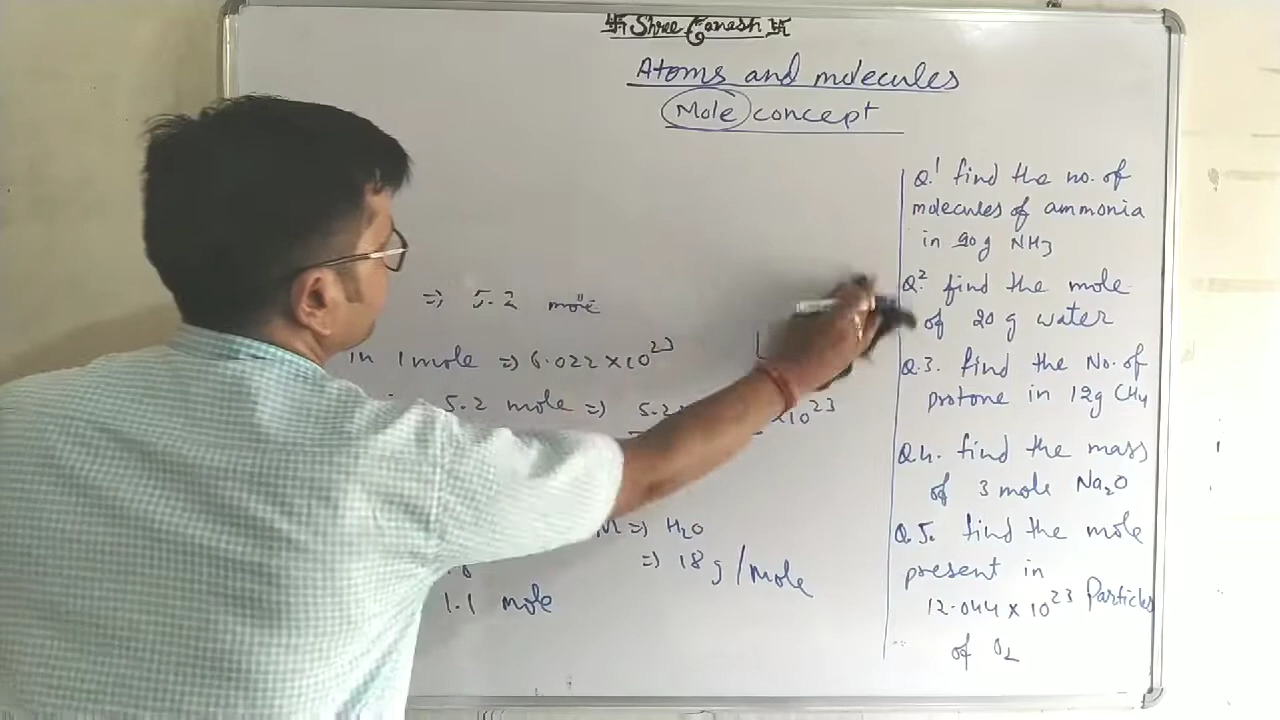 卐 Shree Ganesh 卐
Atoms and molecules
Mole concept
⇒ 5.2 mole
in 1 mole ⇒ 6.022 × 10²³
5.2 mole ⇒ 5.2 ×10²³
M ⇒ H₂O
⇒ 18 g/mole
1.1 mole
Q.1 find the no. of
molecules of ammonia
in 90g NH3
Q.2 find the mole
of 20 g water
Q.3. find the No. of
protone in 12g CH4
Q4. find the mass
of 3 mole Na₂O
Q.5. find the mole
present in
12.044 × 10²³ Particles
of O₂